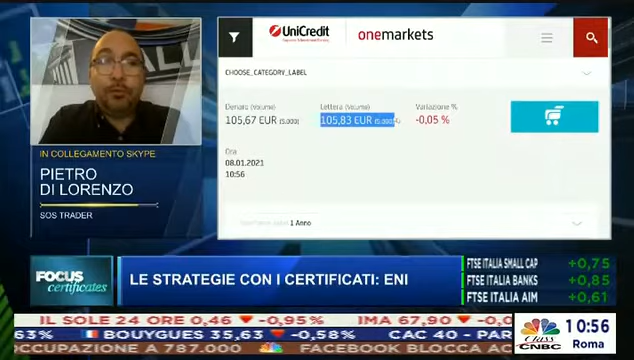 UniCredit
onemarkets
CHOOSE_CATEGORY_LABEL
Denaro (Volume)
Lettera (Volume)
Variazione %
105,67 EUR (5.000)
105,83 EUR (5.000)
-0,05 %
Ora
08.01.2021
10:56
1 Anno
ALL
IN COLLEGAMENTO SKYPE
PIETRO
DI LORENZO
SOS TRADER
FOCUS
certificates
LE STRATEGIE CON I CERTIFICATI: ENI
FTSE ITALIA SMALL CAP +0,75
FTSE ITALIA BANKS +0,85
FTSE ITALIA AIM +0,61
IL SOLE 24 ORE 0,46 -0,95% IMA 67,90 -0,
63% BOUYGUES 35,63 -0,58% CAC 40 - PAR
OCCUPAZIONE A 787.000 FACEBOOK BLOCCA AC
Class
CNBC
10:56
Roma